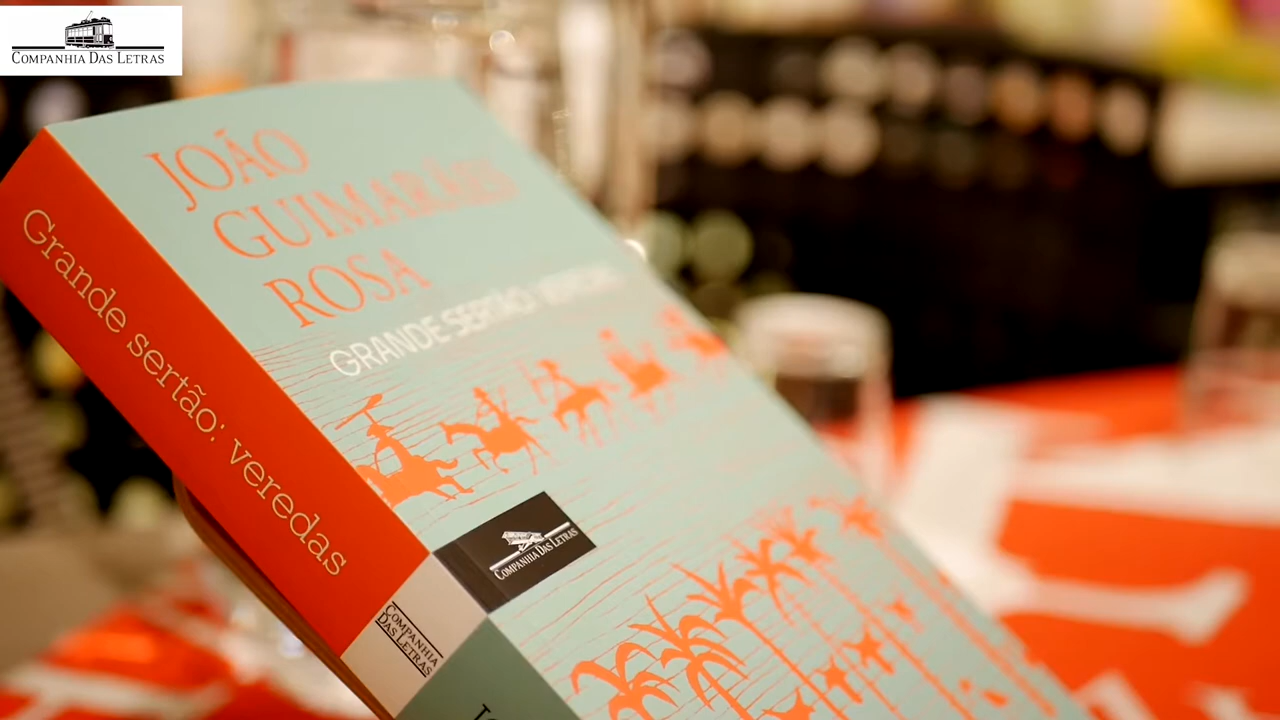 COMPANHIA DAS LETRAS
JOÃO
GUIMARÃES
ROSA
GRANDE SERTÃO: VEREDAS
Grande sertão: veredas
COMPANHIA DAS LETRAS
COMPANHIA
DAS LETRAS